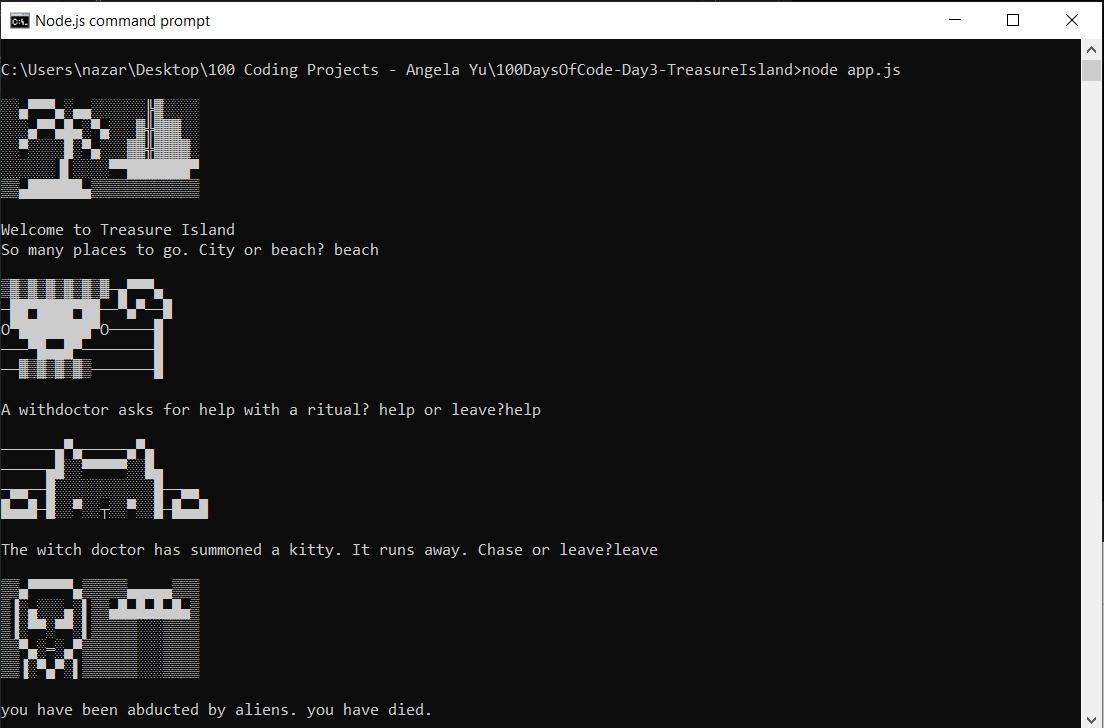 Node.js command prompt
C:\Users\nazar\Desktop\100 Coding Projects - Angela Yu\100DaysOfCode-Day3-TreasureIsland>node app.js
Welcome to Treasure Island
So many places to go. City or beach? beach
A withdoctor asks for help with a ritual? help or leave?help
The witch doctor has summoned a kitty. It runs away. Chase or leave?leave
you have been abducted by aliens. you have died.